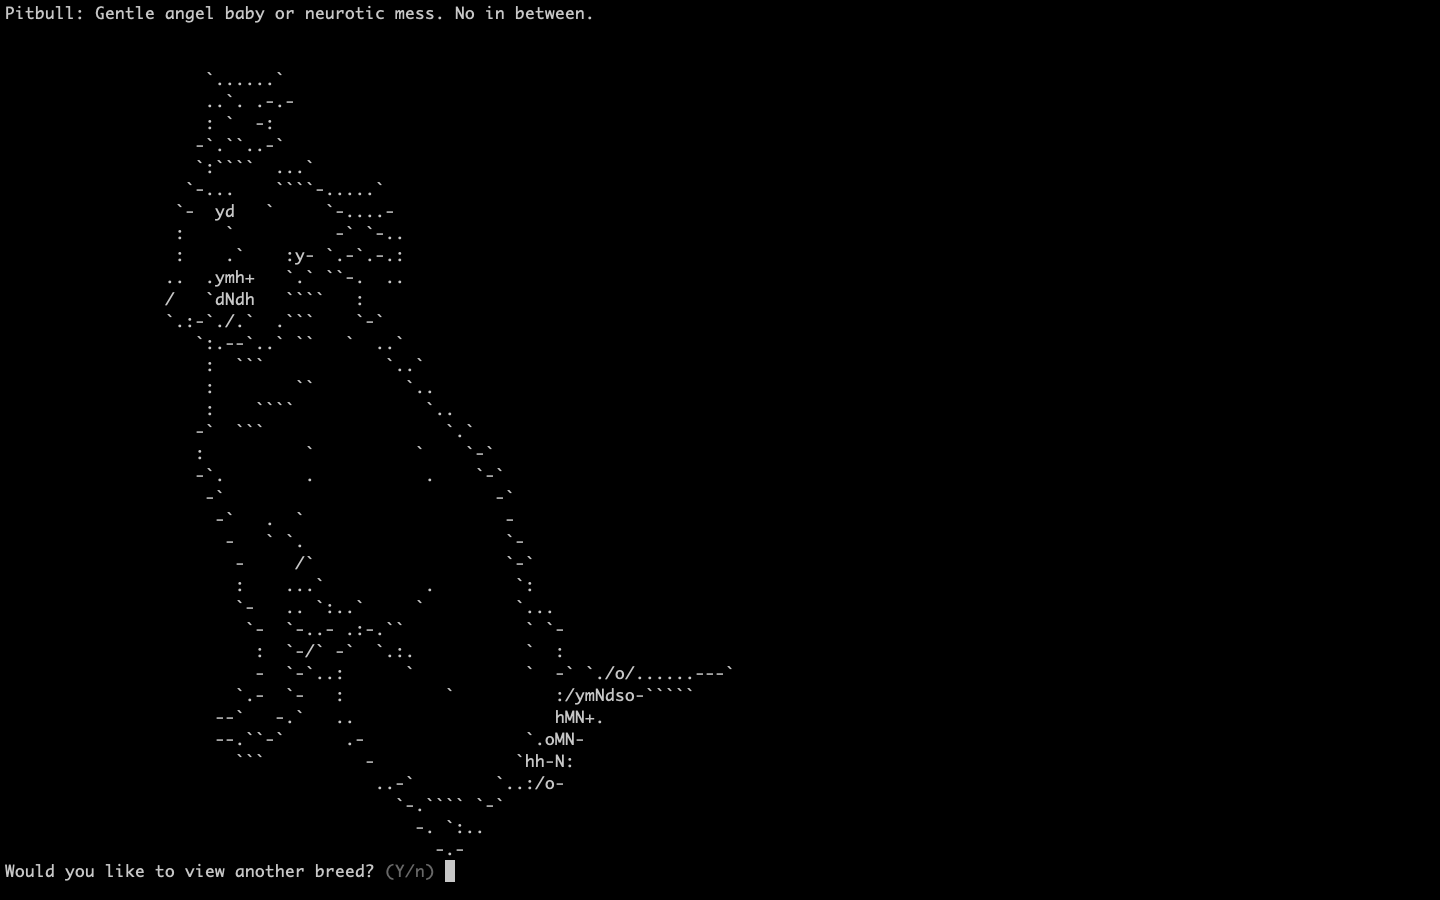 Pitbull: Gentle angel baby or neurotic mess. No in between.
Would you like to view another breed? (Y/n)